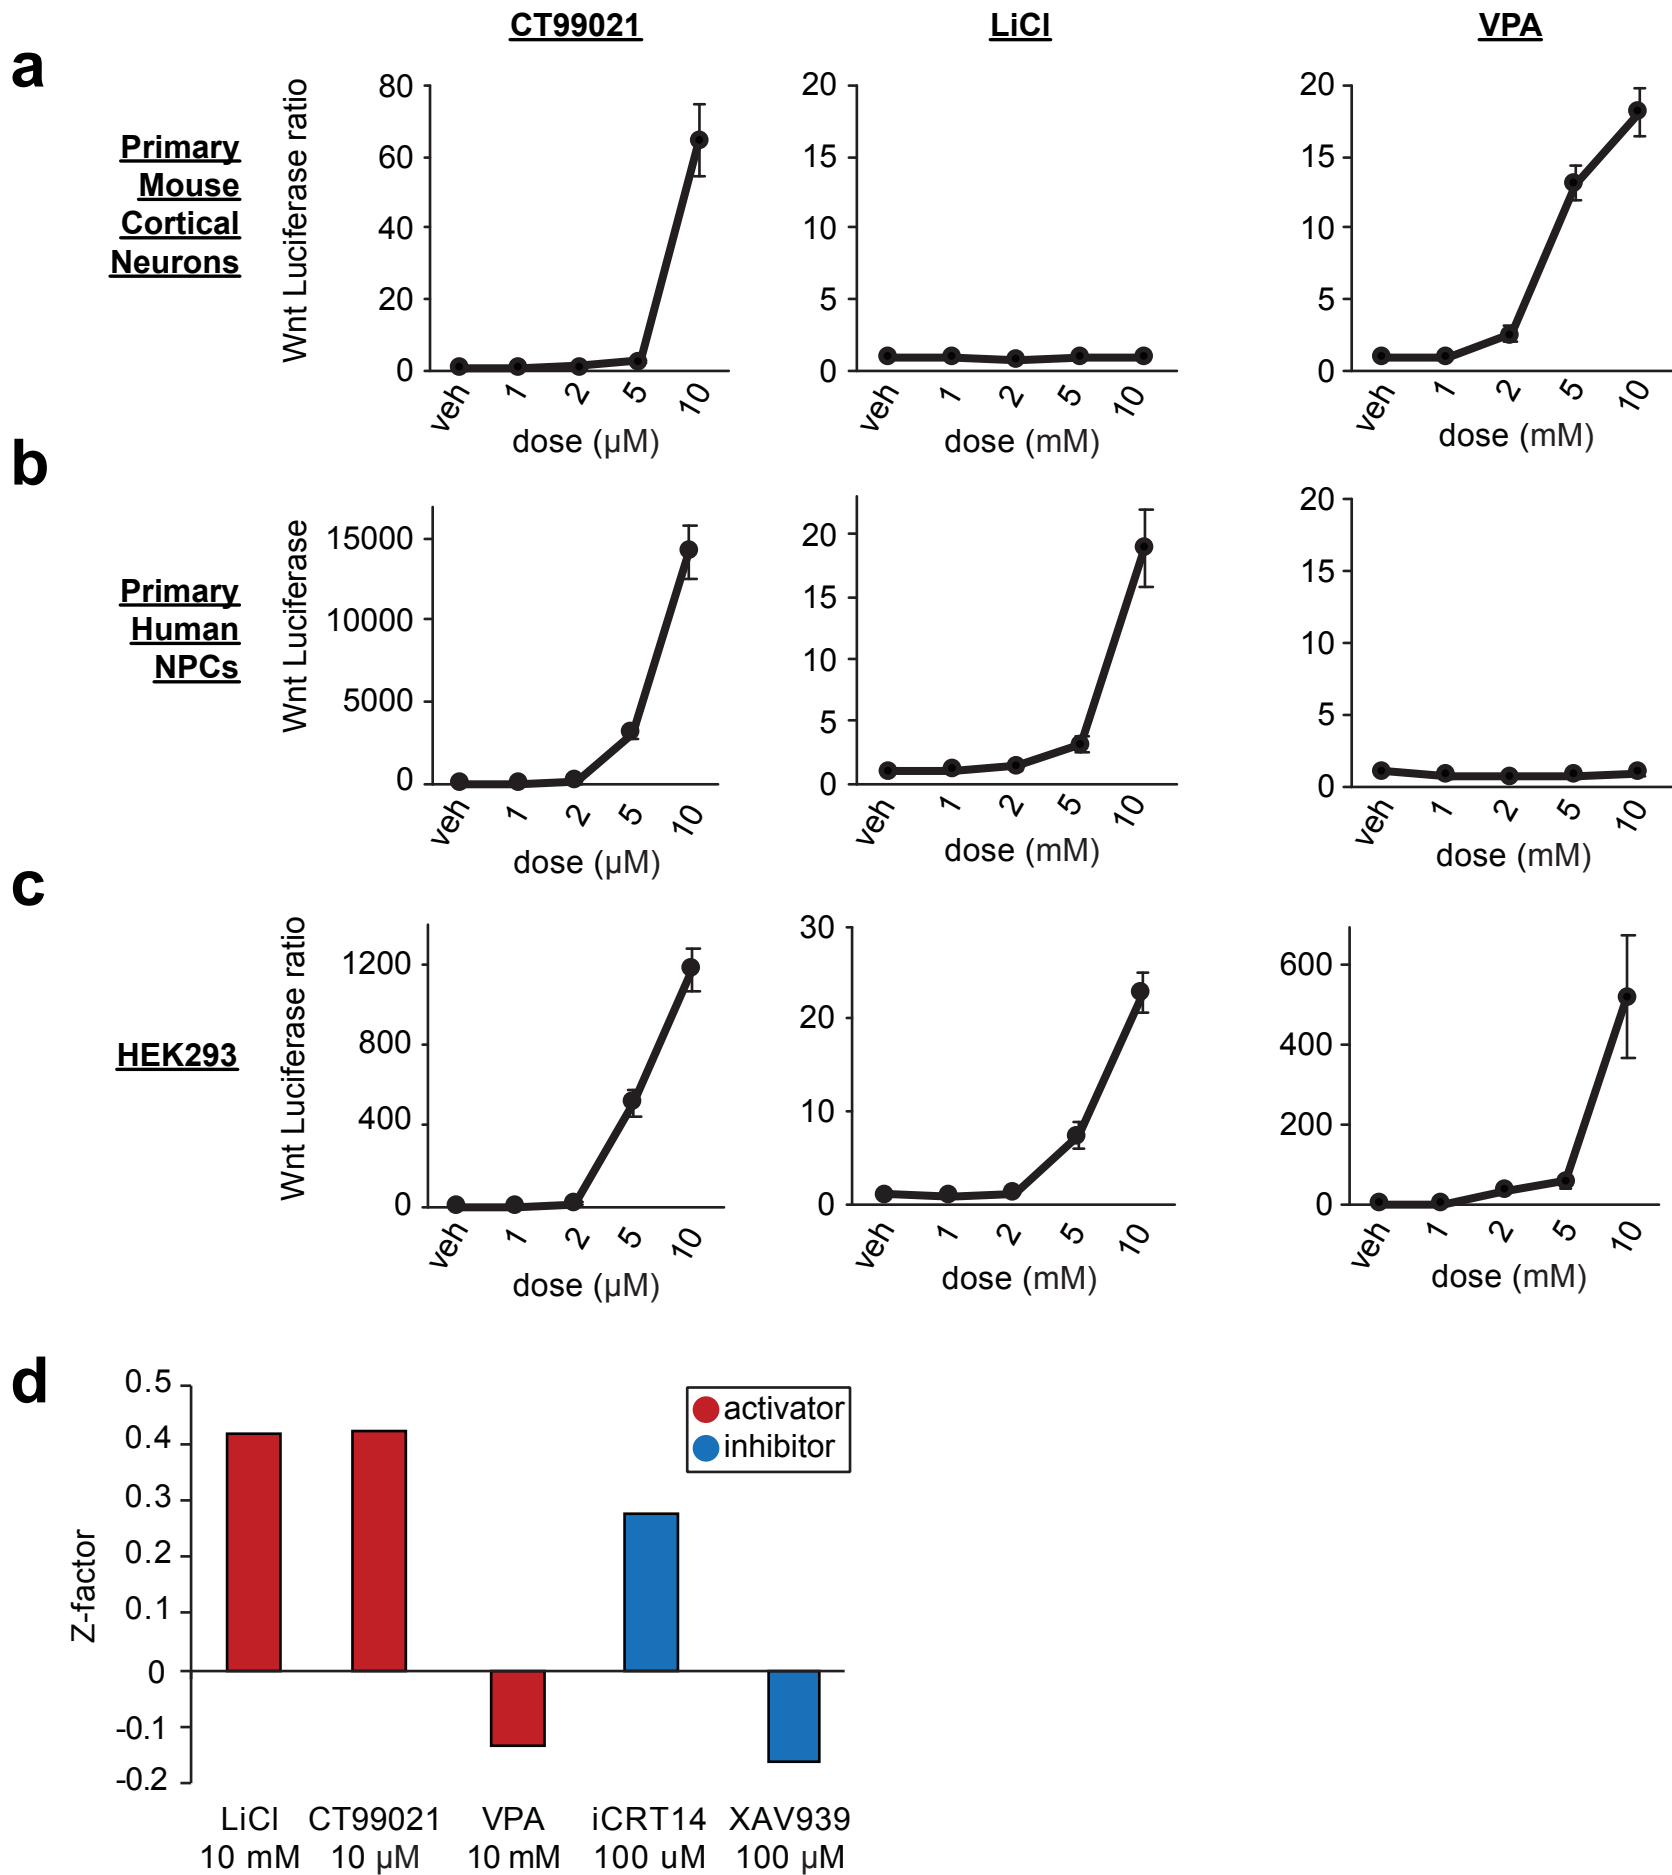 CT99021 LiCl VPA
a
Primary
Mouse
Cortical
Neurons
Wnt Luciferase ratio
80
60
40
20
0
veh 1 2 5 10
dose (µM)
20
15
10
5
0
veh 1 2 5 10
dose (mM)
20
15
10
5
0
veh 1 2 5 10
dose (mM)
b
Primary
Human
NPCs
Wnt Luciferase
15000
10000
5000
0
veh 1 2 5 10
dose (µM)
20
15
10
5
0
veh 1 2 5 10
dose (mM)
20
15
10
5
0
veh 1 2 5 10
dose (mM)
c
HEK293
Wnt Luciferase ratio
1200
800
400
0
veh 1 2 5 10
dose (µM)
30
20
10
0
veh 1 2 5 10
dose (mM)
600
400
200
0
veh 1 2 5 10
dose (mM)
d
Z-factor
0.5
0.4
0.3
0.2
0.1
0
-0.1
-0.2
activator
inhibitor
LiCl CT99021 VPA iCRT14 XAV939
10 mM 10 µM 10 mM 100 uM 100 µM